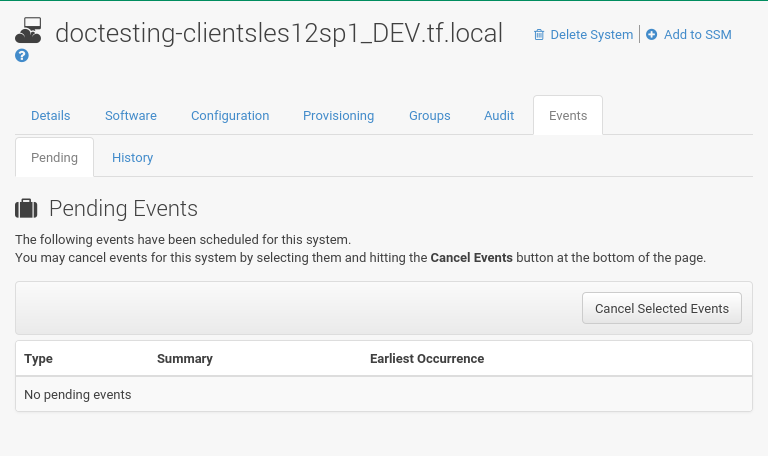 doctesting-clientsles12sp1_DEV.tf.local
Delete System
Add to SSM
?
Details Software Configuration Provisioning Groups Audit Events
Pending History
Pending Events
The following events have been scheduled for this system.
You may cancel events for this system by selecting them and hitting the Cancel Events button at the bottom of the page.
Cancel Selected Events
Type Summary Earliest Occurrence
No pending events